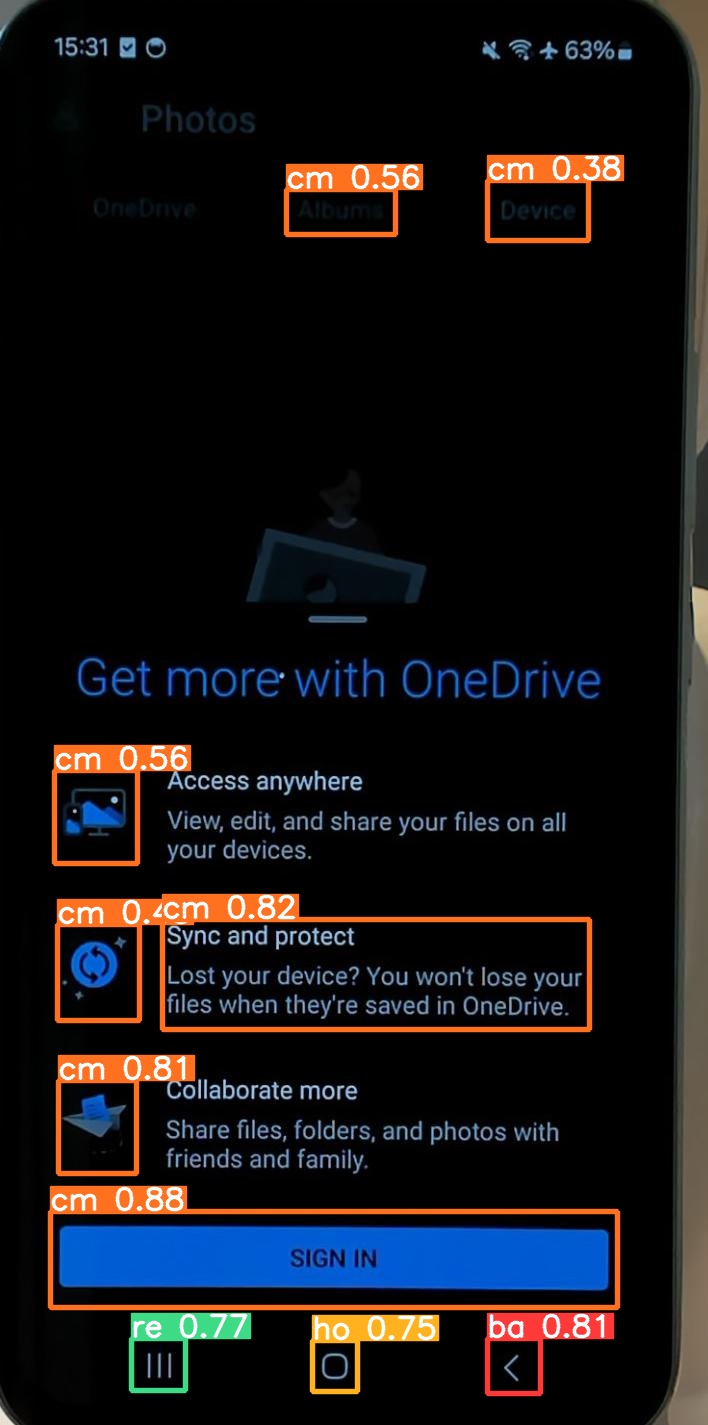 15:31
63%
Photos
cm 0.56
cm 0.38
OneDrive
Albums
Device
Get more with OneDrive
cm 0.56
Access anywhere
View, edit, and share your files on all
your devices.
cm 0.4
cm 0.82
Sync and protect
Lost your device? You won't lose your
files when they're saved in OneDrive.
cm 0.81
Collaborate more
Share files, folders, and photos with
friends and family.
cm 0.88
SIGN IN
re 0.77
ho 0.75
ba 0.81